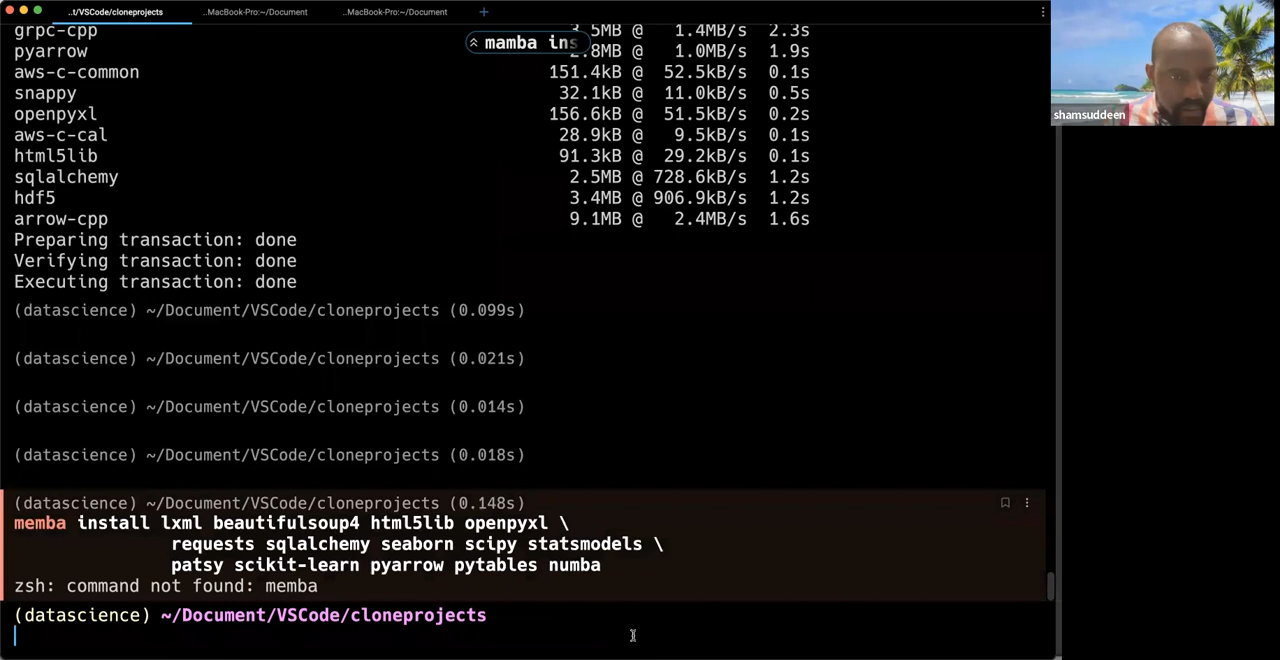 ..t/VSCode/cloneprojects ..MacBook-Pro:~/Document ..MacBook-Pro:~/Document
grpc-cpp 3.5MB @ 1.4MB/s 2.3s
mamba ins
pyarrow 2.8MB @ 1.0MB/s 1.9s
aws-c-common 151.4kB @ 52.5kB/s 0.1s
snappy 32.1kB @ 11.0kB/s 0.5s
openpyxl 156.6kB @ 51.5kB/s 0.2s
shamsuddeen
aws-c-cal 28.9kB @ 9.5kB/s 0.1s
html5lib 91.3kB @ 29.2kB/s 0.1s
sqlalchemy 2.5MB @ 728.6kB/s 1.2s
hdf5 3.4MB @ 906.9kB/s 1.2s
arrow-cpp 9.1MB @ 2.4MB/s 1.6s
Preparing transaction: done
Verifying transaction: done
Executing transaction: done
(datascience) ~/Document/VSCode/cloneprojects (0.099s)
(datascience) ~/Document/VSCode/cloneprojects (0.021s)
(datascience) ~/Document/VSCode/cloneprojects (0.014s)
(datascience) ~/Document/VSCode/cloneprojects (0.018s)
(datascience) ~/Document/VSCode/cloneprojects (0.148s)
memba install lxml beautifulsoup4 html5lib openpyxl \
requests sqlalchemy seaborn scipy statsmodels \
patsy scikit-learn pyarrow pytables numba
zsh: command not found: memba
(datascience) ~/Document/VSCode/cloneprojects